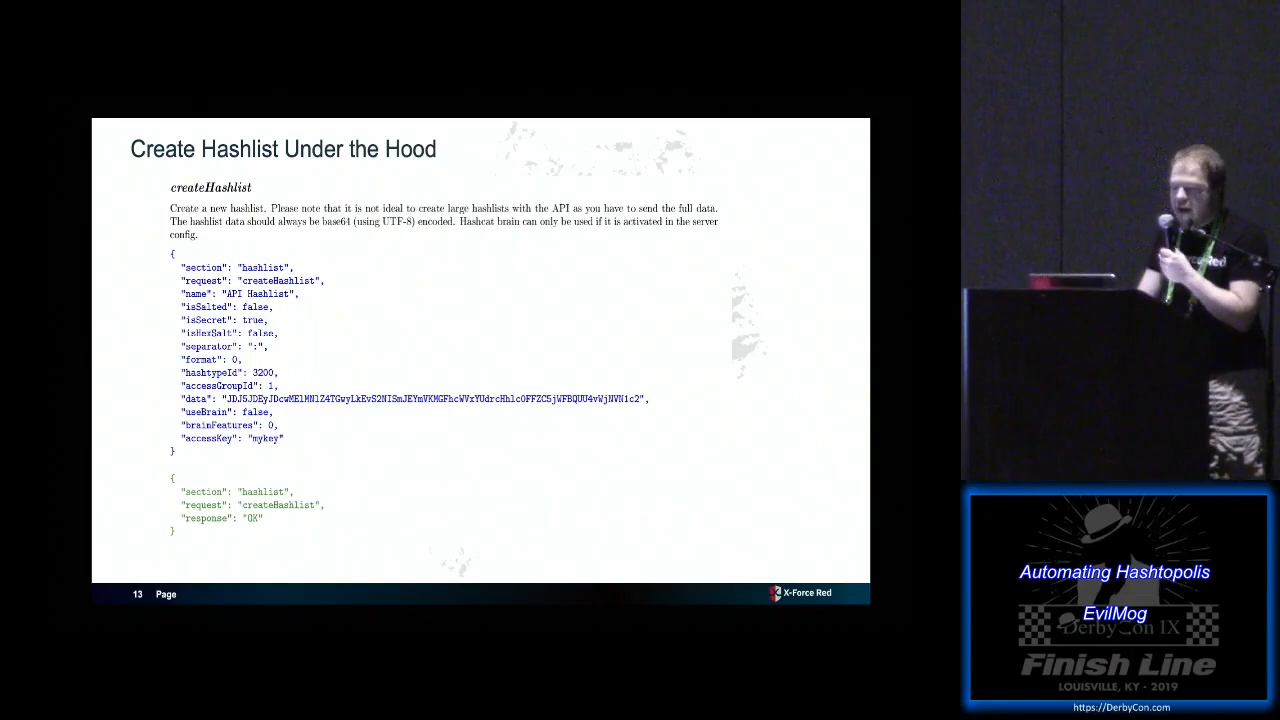 Create Hashlist Under the Hood
createHashlist
Create a new hashlist. Please note that it is not ideal to create large hashlists with the API as you have to send the full data.
The hashlist data should always be base64 (using UTF-8) encoded. Hashcat brain can only be used if it is activated in the server
config.
{
"section": "hashlist",
"request": "createHashlist",
"name": "API Hashlist",
"isSalted": false,
"isSecret": true,
"isHexSalt": false,
"separator": ":",
"format": 0,
"hashtypeId": 3200,
"accessGroupId": 1,
"data":
"useBrain": false,
"brainFeatures": 0,
"accessKey": "mykey"
}
{
"section": "hashlist",
"request": "createHashlist",
"response": "OK"
}
13 Page
X-Force Red
Red
Automating Hashtopolis
EvilMog
DerbyCon IX
Finish Line
LOUISVILLE, KY - 2019
https://DerbyCon.com